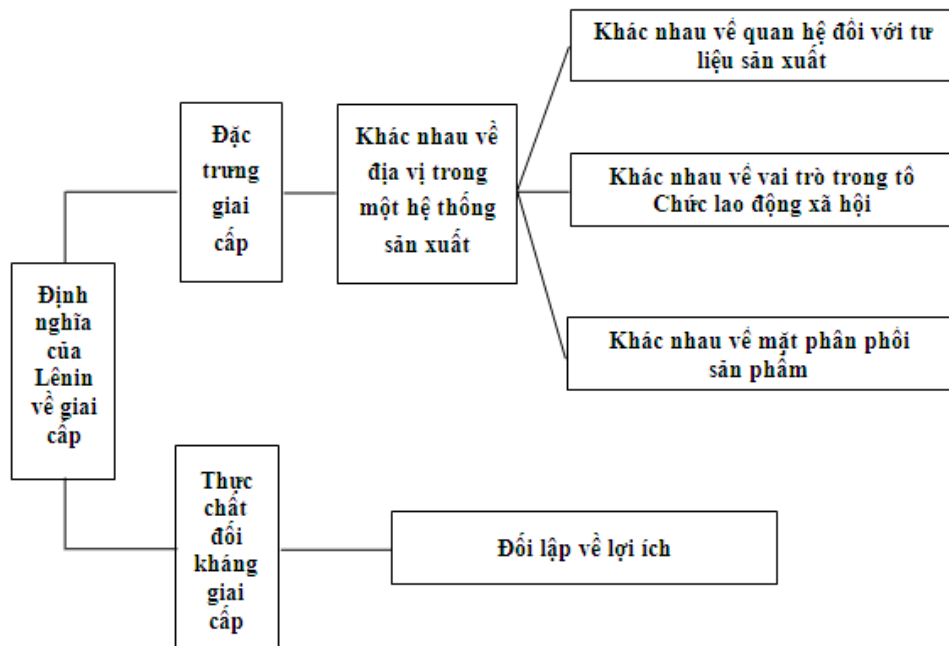 Định
nghĩa
của
Lênin
về giai
cấp
Đặc
trưng
giai
cấp
Khác nhau về
địa vị trong
một hệ thống
sản xuất
Khác nhau về quan hệ đối với tư
liệu sản xuất
Khác nhau về vai trò trong tổ
Chức lao động xã hội
Khác nhau về mặt phân phối
sản phẩm
Thực
chất
đối
kháng
giai
cấp
Đối lập về lợi ích